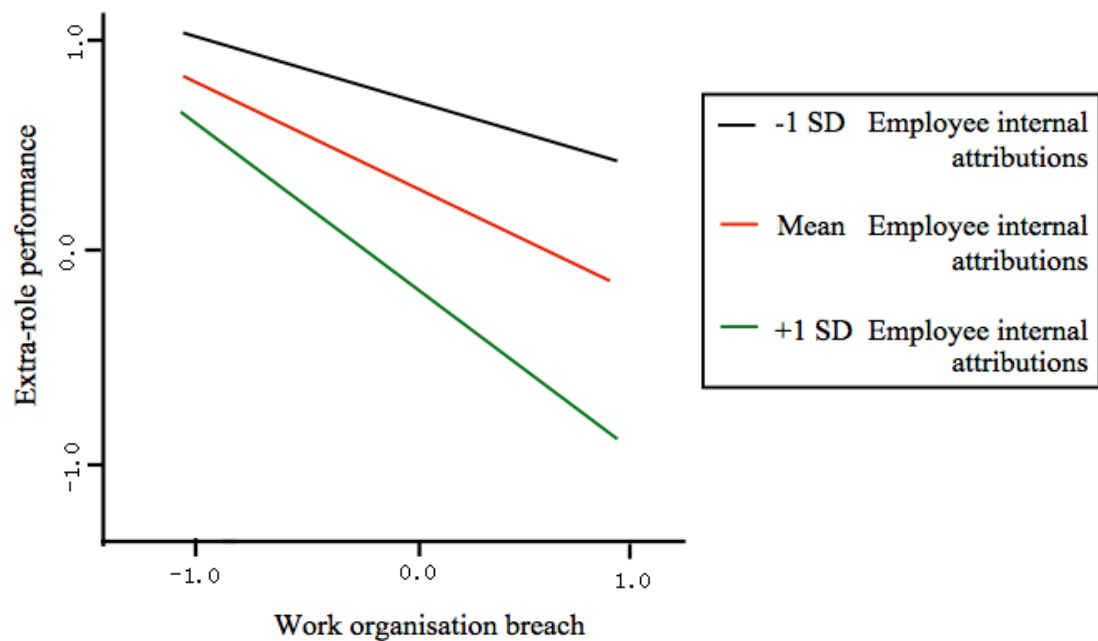 1.0
0.0
-1.0
Extra-role performance
-1.0
0.0
1.0
Work organisation breach
-1 SD Employee internal
attributions
Mean Employee internal
attributions
+1 SD Employee internal
attributions